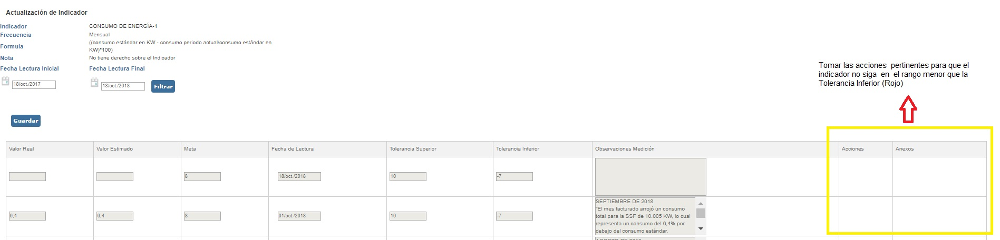 Actualización de Indicador
Indicador CONSUMO DE ENERGÍA-1
Frecuencia Mensual
Formula ((consumo estándar en KW - consumo periodo actual/consumo estándar en
KW)*100)
Nota No tiene derecho sobre el Indicador
Fecha Lectura Inicial Fecha Lectura Final
18/oct./2017 18/oct./2018 Filtrar
Tomar las acciones pertinentes para que el
indicador no siga en el rango menor que la
Tolerancia Inferior (Rojo)
Guardar
Valor Real Valor Estimado Meta Fecha de Lectura Tolerancia Superior Tolerancia Inferior Observaciones Medición Acciones Anexos
8 18/oct./2018 10 -7
6,4 6,4 8 01/oct./2018 10 -7
SEPTIEMBRE DE 2018
"El mes facturado arrojó un consumo
total para la SSF de 10.005 KW, lo cual
representa un consumo del 6,4% por
debajo del consumo estándar.
AGOSTO DE 2018